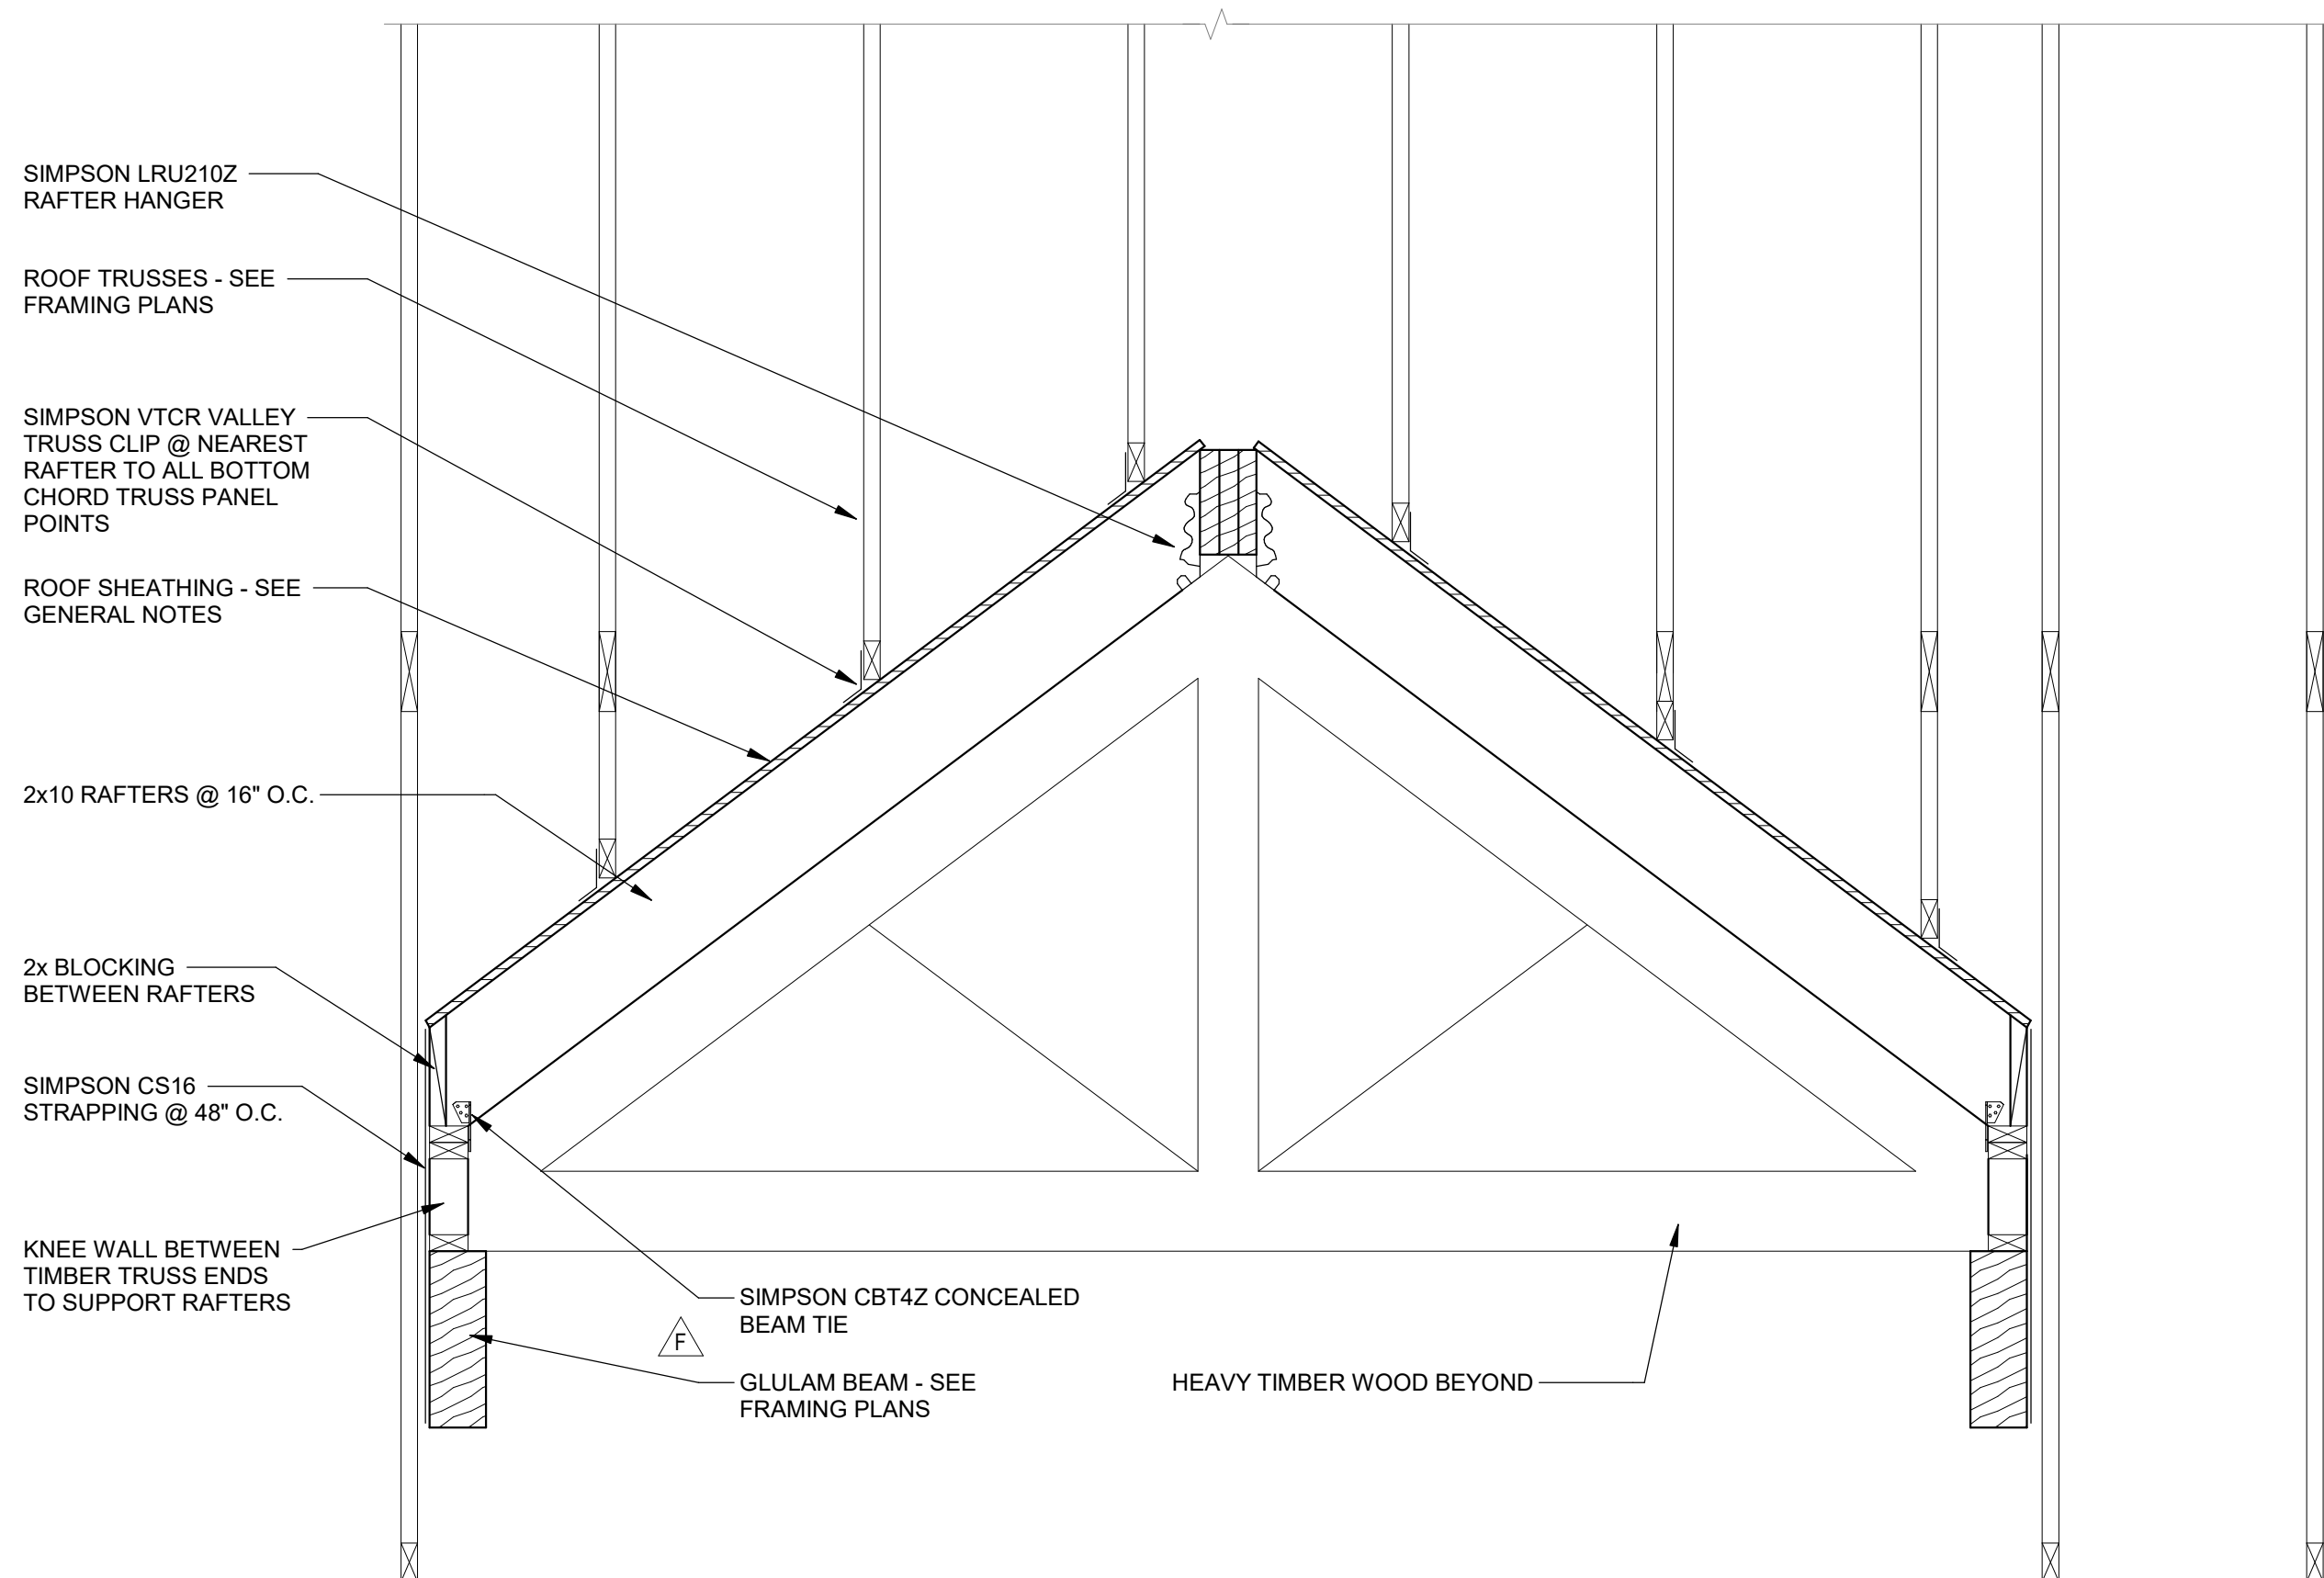 SIMPSON LRU210Z
RAFTER HANGER
ROOF TRUSSES - SEE
FRAMING PLANS
SIMPSON VTCR VALLEY
TRUSS CLIP @ NEAREST
RAFTER TO ALL BOTTOM
CHORD TRUSS PANEL
POINTS
ROOF SHEATHING - SEE
GENERAL NOTES
2x10 RAFTERS @ 16" O.C.
2x BLOCKING
BETWEEN RAFTERS
SIMPSON CS16
STRAPPING @ 48" O.C.
KNEE WALL BETWEEN
TIMBER TRUSS ENDS
TO SUPPORT RAFTERS
SIMPSON CBT4Z CONCEALED
BEAM TIE
F
GLULAM BEAM - SEE
FRAMING PLANS
HEAVY TIMBER WOOD BEYOND